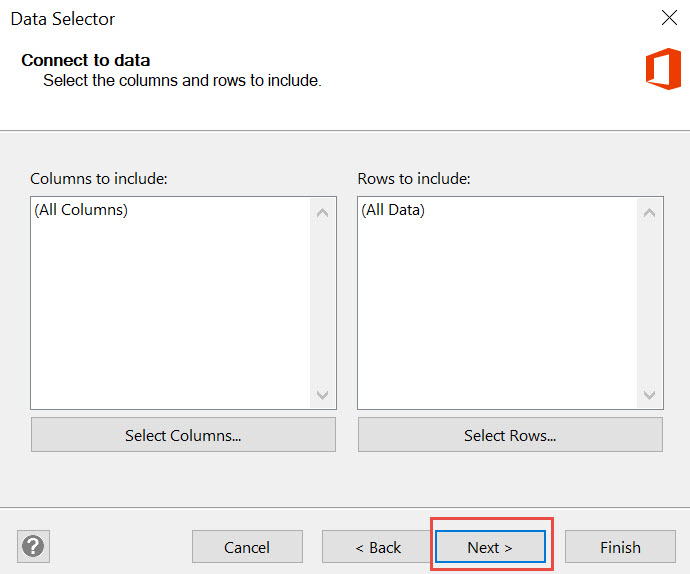 Data Selector
Connect to data
Select the columns and rows to include.
Columns to include:
Rows to include:
(All Columns)
(All Data)
Select Columns...
Select Rows...
?
Cancel
< Back
Next >
Finish